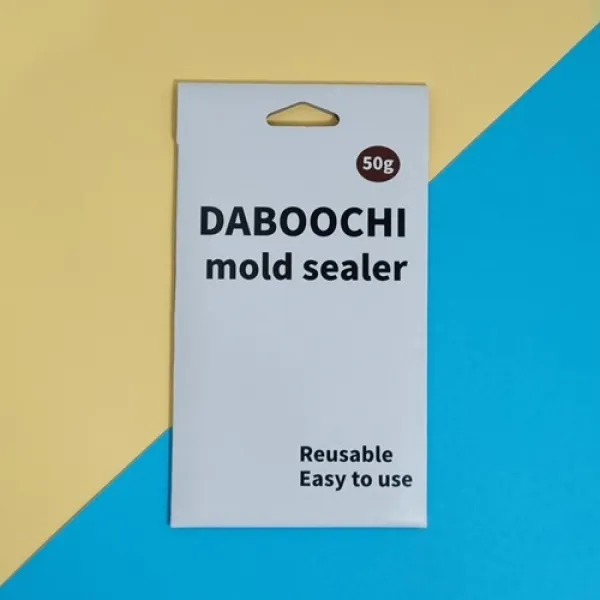 50g
DABOOCHI
mold sealer
Reusable
Easy to use